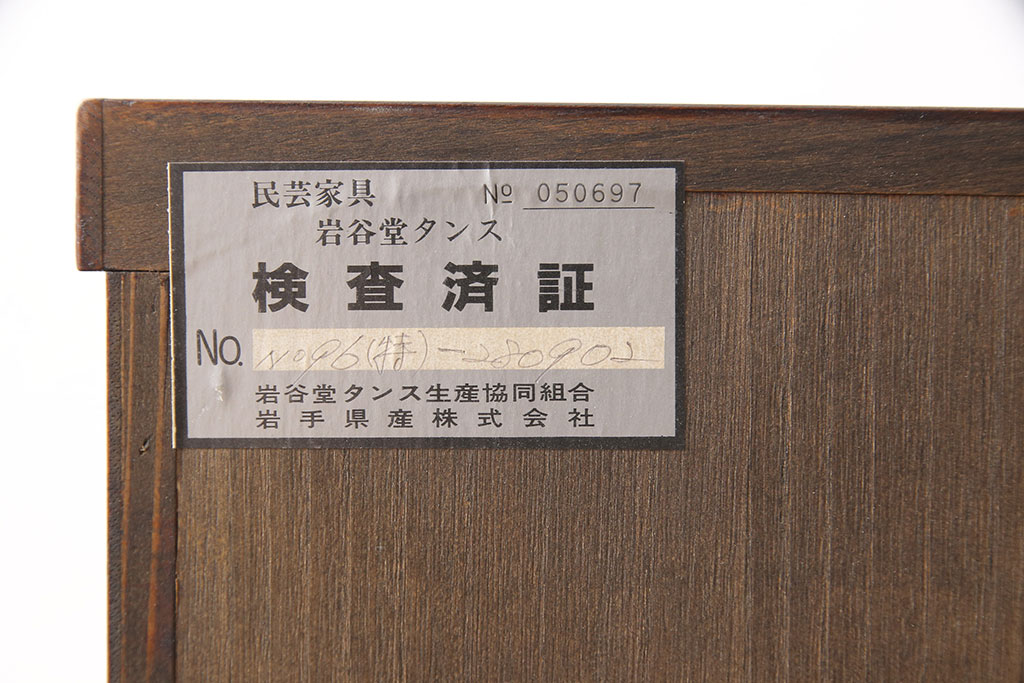 民芸家具 № 050697
岩谷堂タンス
検査済証
No. No96(特)-280902
岩谷堂タンス生産協同組合
岩手県産株式会社